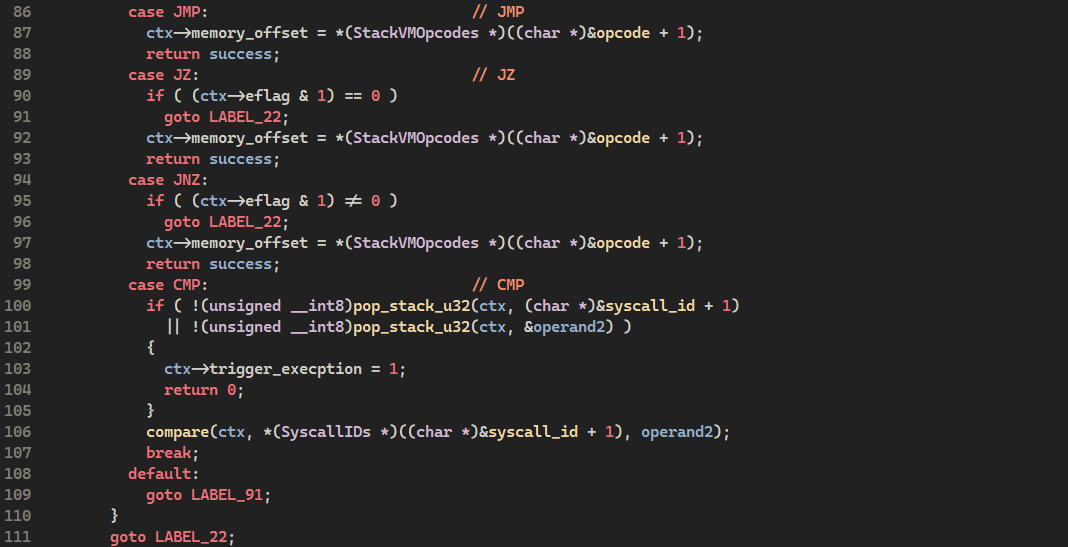 86 case JMP: // JMP
87 ctx->memory_offset = *(StackVMOpcodes *)((char *)&opcode + 1);
88 return success;
89 case JZ: // JZ
90 if ( (ctx->eflag & 1) == 0 )
91 goto LABEL_22;
92 ctx->memory_offset = *(StackVMOpcodes *)((char *)&opcode + 1);
93 return success;
94 case JNZ:
95 if ( (ctx->eflag & 1) != 0 )
96 goto LABEL_22;
97 ctx->memory_offset = *(StackVMOpcodes *)((char *)&opcode + 1);
98 return success;
99 case CMP: // CMP
100 if ( !(unsigned __int8)pop_stack_u32(ctx, (char *)&syscall_id + 1)
101 || !(unsigned __int8)pop_stack_u32(ctx, &operand2) )
102 {
103 ctx->trigger_execption = 1;
104 return 0;
105 }
106 compare(ctx, *(SyscallIDs *)((char *)&syscall_id + 1), operand2);
107 break;
108 default:
109 goto LABEL_91;
110 }
111 goto LABEL_22;